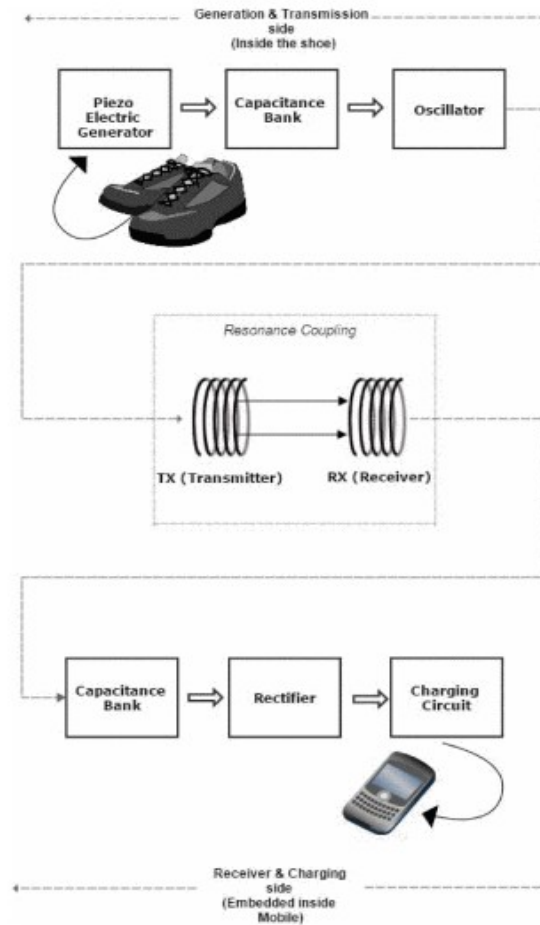 Generation & Transmission
side
(Inside the shoe)
Piezo
Electric
Generator
Capacitance
Bank
Oscillator
Resonance Coupling
TX (Transmitter)
RX (Receiver)
Capacitance
Bank
Rectifier
Charging
Circuit
Receiver & Charging
side
(Embedded inside
Mobile)